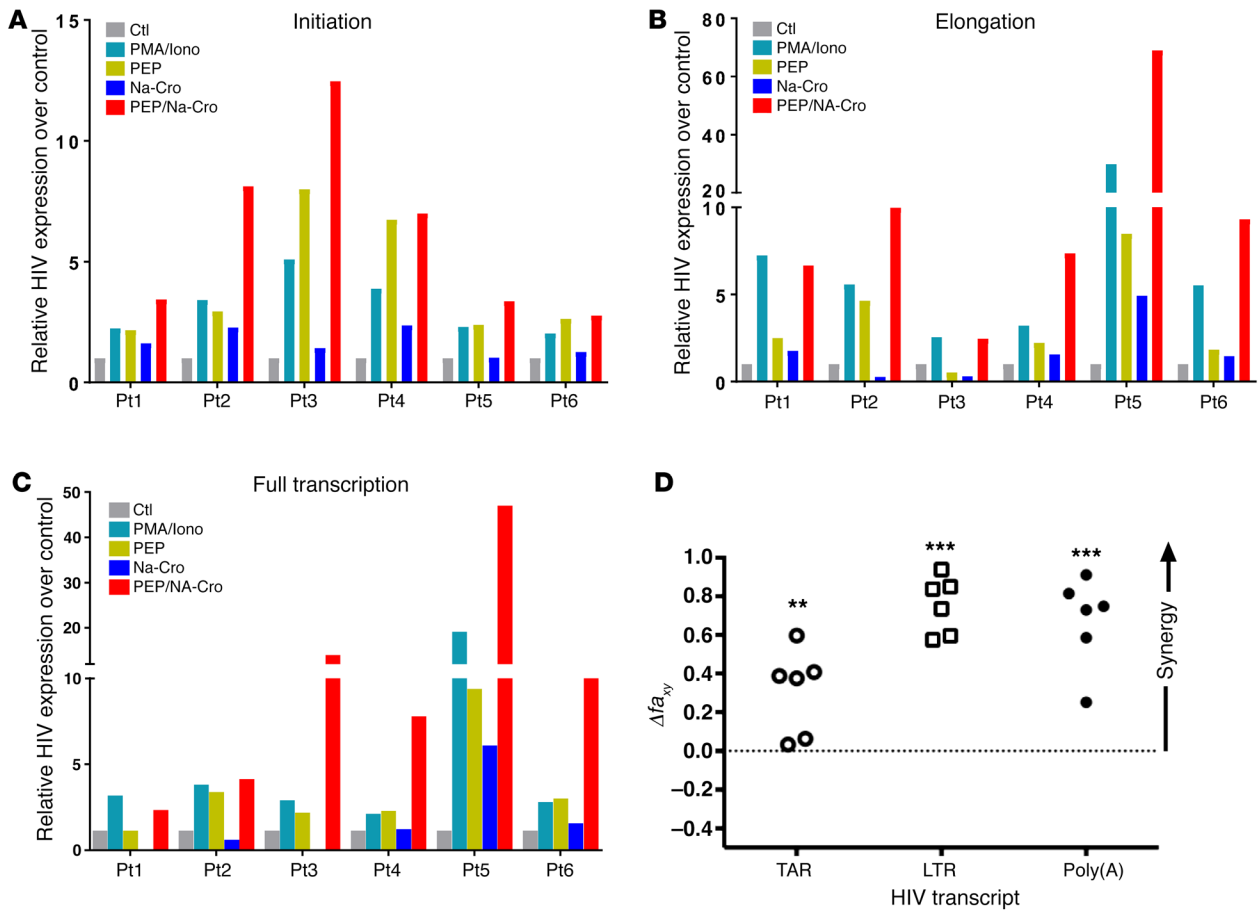 A
Initiation
Relative HIV expression over control
15
10
5
0
Ctl
PMA/Iono
PEP
Na-Cro
PEP/Na-Cro
Pt1 Pt2 Pt3 Pt4 Pt5 Pt6
B
Elongation
Relative HIV expression over control
80
60
40
20
10
5
0
Ctl
PMA/Iono
PEP
Na-Cro
PEP/NA-Cro
Pt1 Pt2 Pt3 Pt4 Pt5 Pt6
C
Full transcription
Relative HIV expression over control
50
40
30
20
10
5
0
Ctl
PMA/Iono
PEP
Na-Cro
PEP/NA-Cro
Pt1 Pt2 Pt3 Pt4 Pt5 Pt6
D
Δfaxy
1.0
0.8
0.6
0.4
0.2
0.0
−0.2
−0.4
** *** ***
Synergy
TAR LTR Poly(A)
HIV transcript